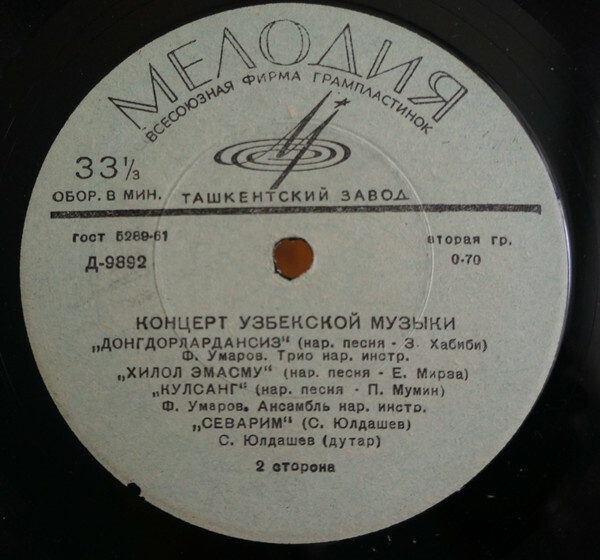 МЕЛОДИЯ
ВСЕСОЮЗНАЯ ФИРМА ГРАМПЛАСТИНОК
33 1/3
ОБОР. В МИН. ТАШКЕНТСКИЙ ЗАВОД
гост 5289-61 вторая гр.
Д-9892 0-70
КОНЦЕРТ УЗБЕКСКОЙ МУЗЫКИ
„ДОНГДОРЛАРДАНСИЗ" (нар. песня - З. Хабиби)
Ф. Умаров. Трио нар. инстр.
„ХИЛОЛ ЭМАСМУ" (нар. песня - Е. Мирза)
„КУЛСАНГ" (нар. песня - П. Мумин)
Ф. Умаров. Ансамбль нар. инстр.
„СЕВАРИМ" (С. Юлдашев)
С. Юлдашев (дутар)
2 сторона